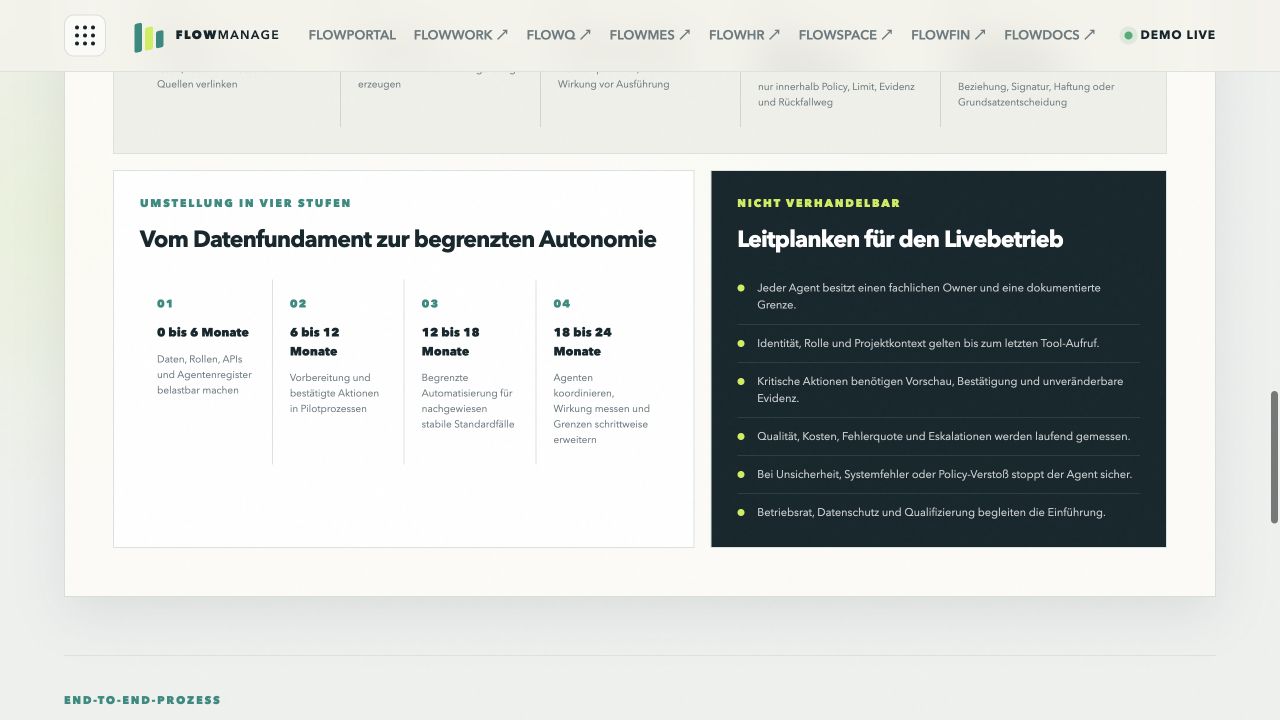 FLOWMANAGE FLOWPORTAL FLOWWORK ↗ FLOWQ ↗ FLOWMES ↗ FLOWHR ↗ FLOWSPACE ↗ FLOWFIN ↗ FLOWDOCS ↗ DEMO LIVE
Quellen verlinken
erzeugen
Wirkung vor Ausführung
nur innerhalb Policy, Limit, Evidenz
und Rückfallweg
Beziehung, Signatur, Haftung oder
Grundsatzentscheidung
UMSTELLUNG IN VIER STUFEN
Vom Datenfundament zur begrenzten Autonomie
01
0 bis 6 Monate
Daten, Rollen, APIs
und Agentenregister
belastbar machen
02
6 bis 12
Monate
Vorbereitung und
bestätigte Aktionen
in Pilotprozessen
03
12 bis 18
Monate
Begrenzte
Automatisierung für
nachgewiesen
stabile Standardfälle
04
18 bis 24
Monate
Agenten
koordinieren,
Wirkung messen und
Grenzen schrittweise
erweitern
NICHT VERHANDELBAR
Leitplanken für den Livebetrieb
Jeder Agent besitzt einen fachlichen Owner und eine dokumentierte
Grenze.
Identität, Rolle und Projektkontext gelten bis zum letzten Tool-Aufruf.
Kritische Aktionen benötigen Vorschau, Bestätigung und unveränderbare
Evidenz.
Qualität, Kosten, Fehlerquote und Eskalationen werden laufend gemessen.
Bei Unsicherheit, Systemfehler oder Policy-Verstoß stoppt der Agent sicher.
Betriebsrat, Datenschutz und Qualifizierung begleiten die Einführung.
END-TO-END-PROZESS